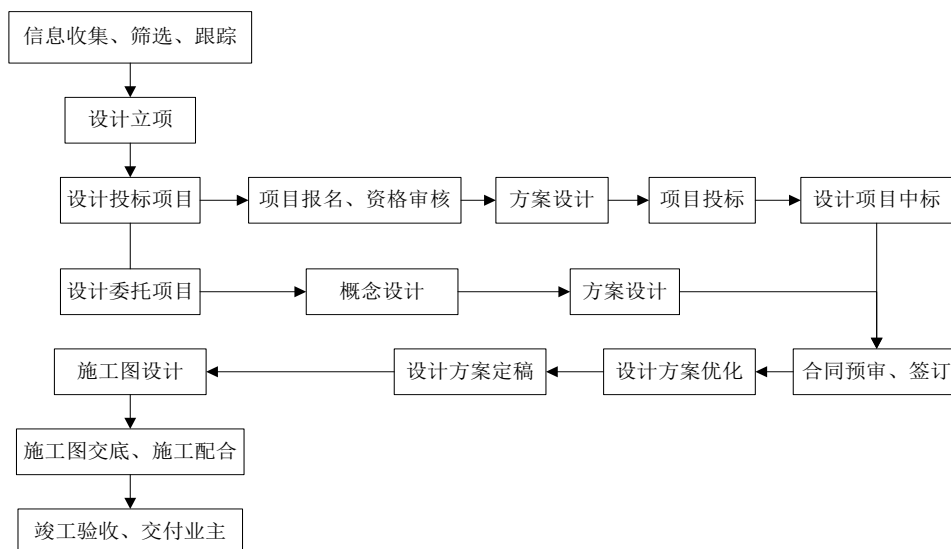 信息收集、筛选、跟踪
设计立项
设计投标项目
项目报名、资格审核
方案设计
项目投标
设计项目中标
设计委托项目
概念设计
方案设计
合同预审、签订
设计方案优化
设计方案定稿
施工图设计
施工图交底、施工配合
竣工验收、交付业主